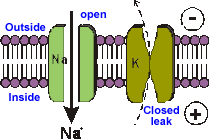 Outside
open
−
Na
K
Inside
Closed
leak
+
Na